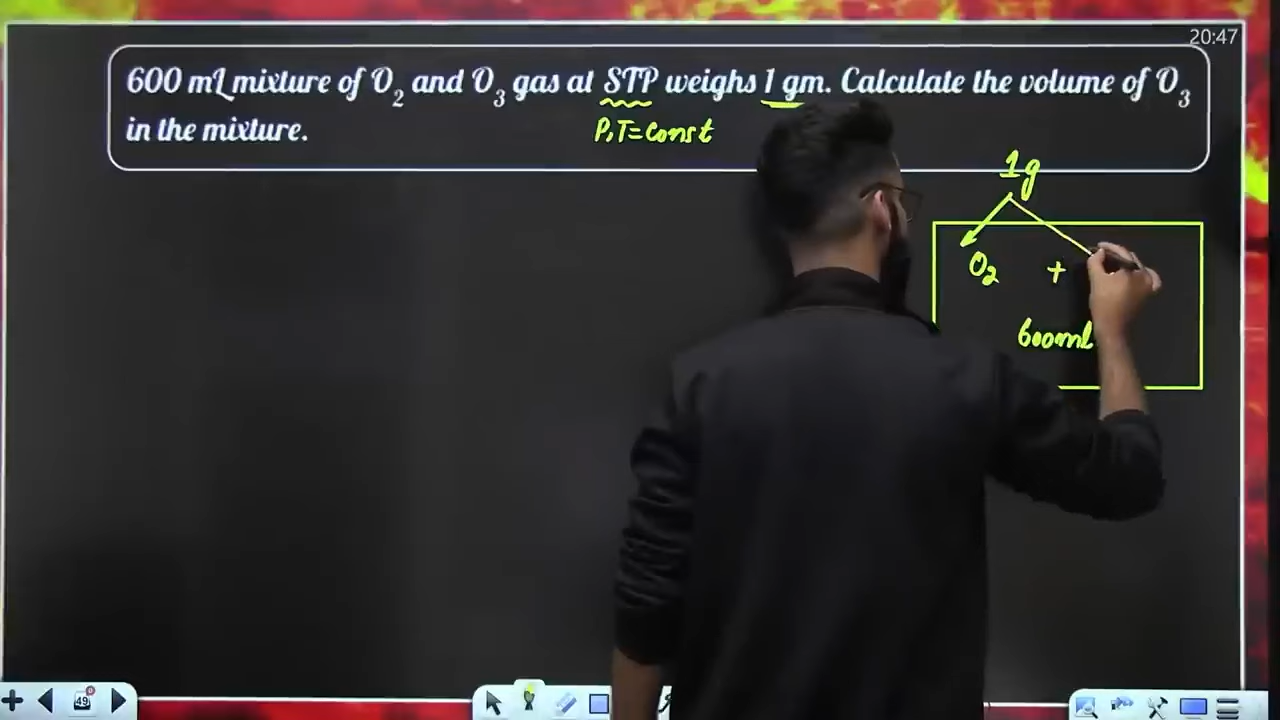 20:47
600 mL mixture of O₂ and O₃ gas at STP weighs 1 gm. Calculate the volume of O₃
in the mixture.
P,T=Const
1g
O₂ +
600ml
49